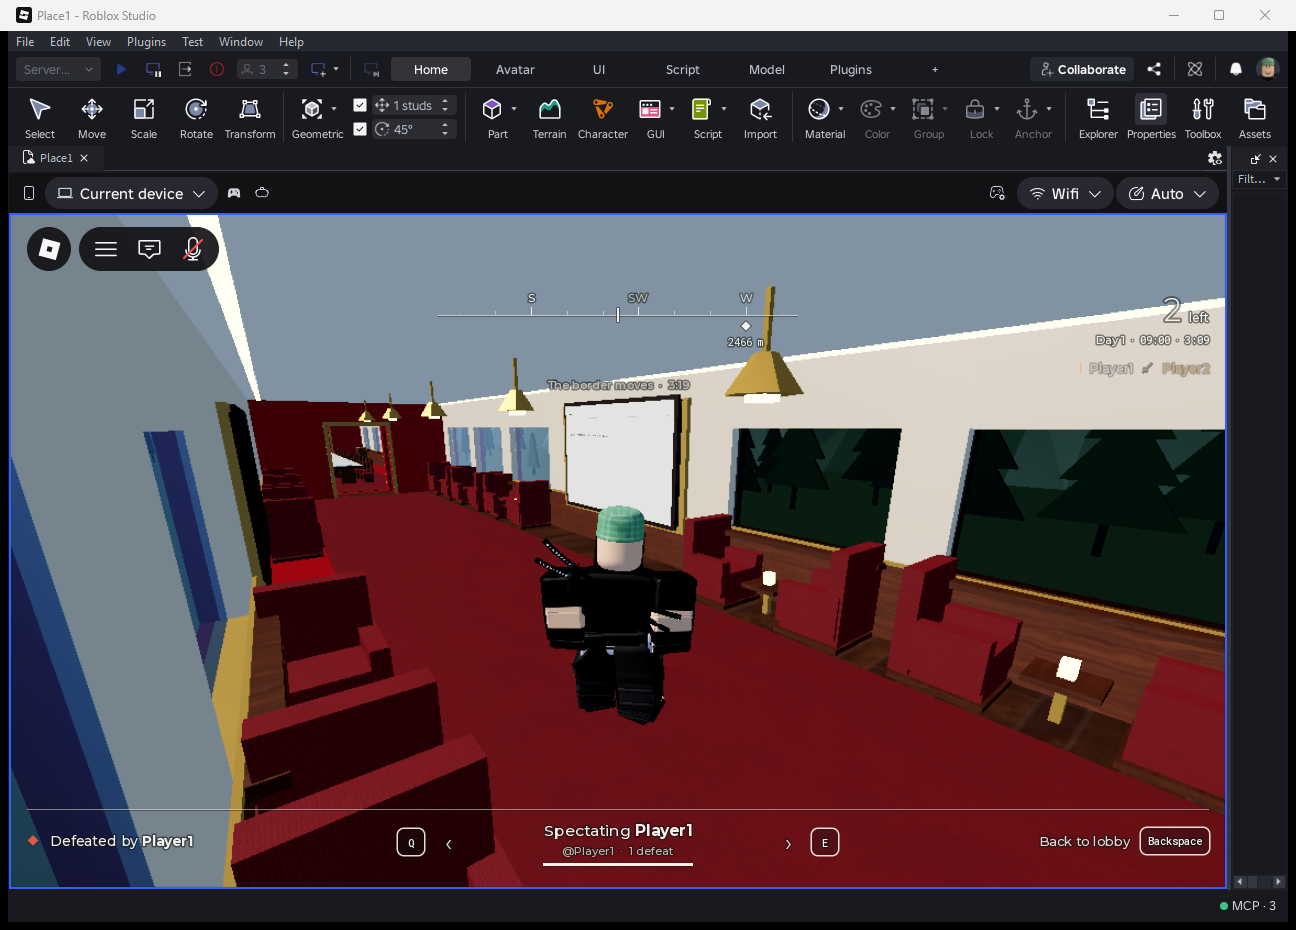 Place1 - Roblox Studio
File Edit View Plugins Test Window Help
Server... 3 Home Avatar UI Script Model Plugins + Collaborate
1 studs
45°
Select Move Scale Rotate Transform Geometric Part Terrain Character GUI Script Import Material Color Group Lock Anchor Explorer Properties Toolbox Assets
Place1
Filt...
Current device Wifi Auto
S SW W
2466 m
2 left
Day1 · 09:00 · 3:09
Player1 Player2
The border moves · 3:19
Defeated by Player1
Q ‹ Spectating Player1 › E
@Player1 · 1 defeat
Back to lobby Backspace
MCP · 3